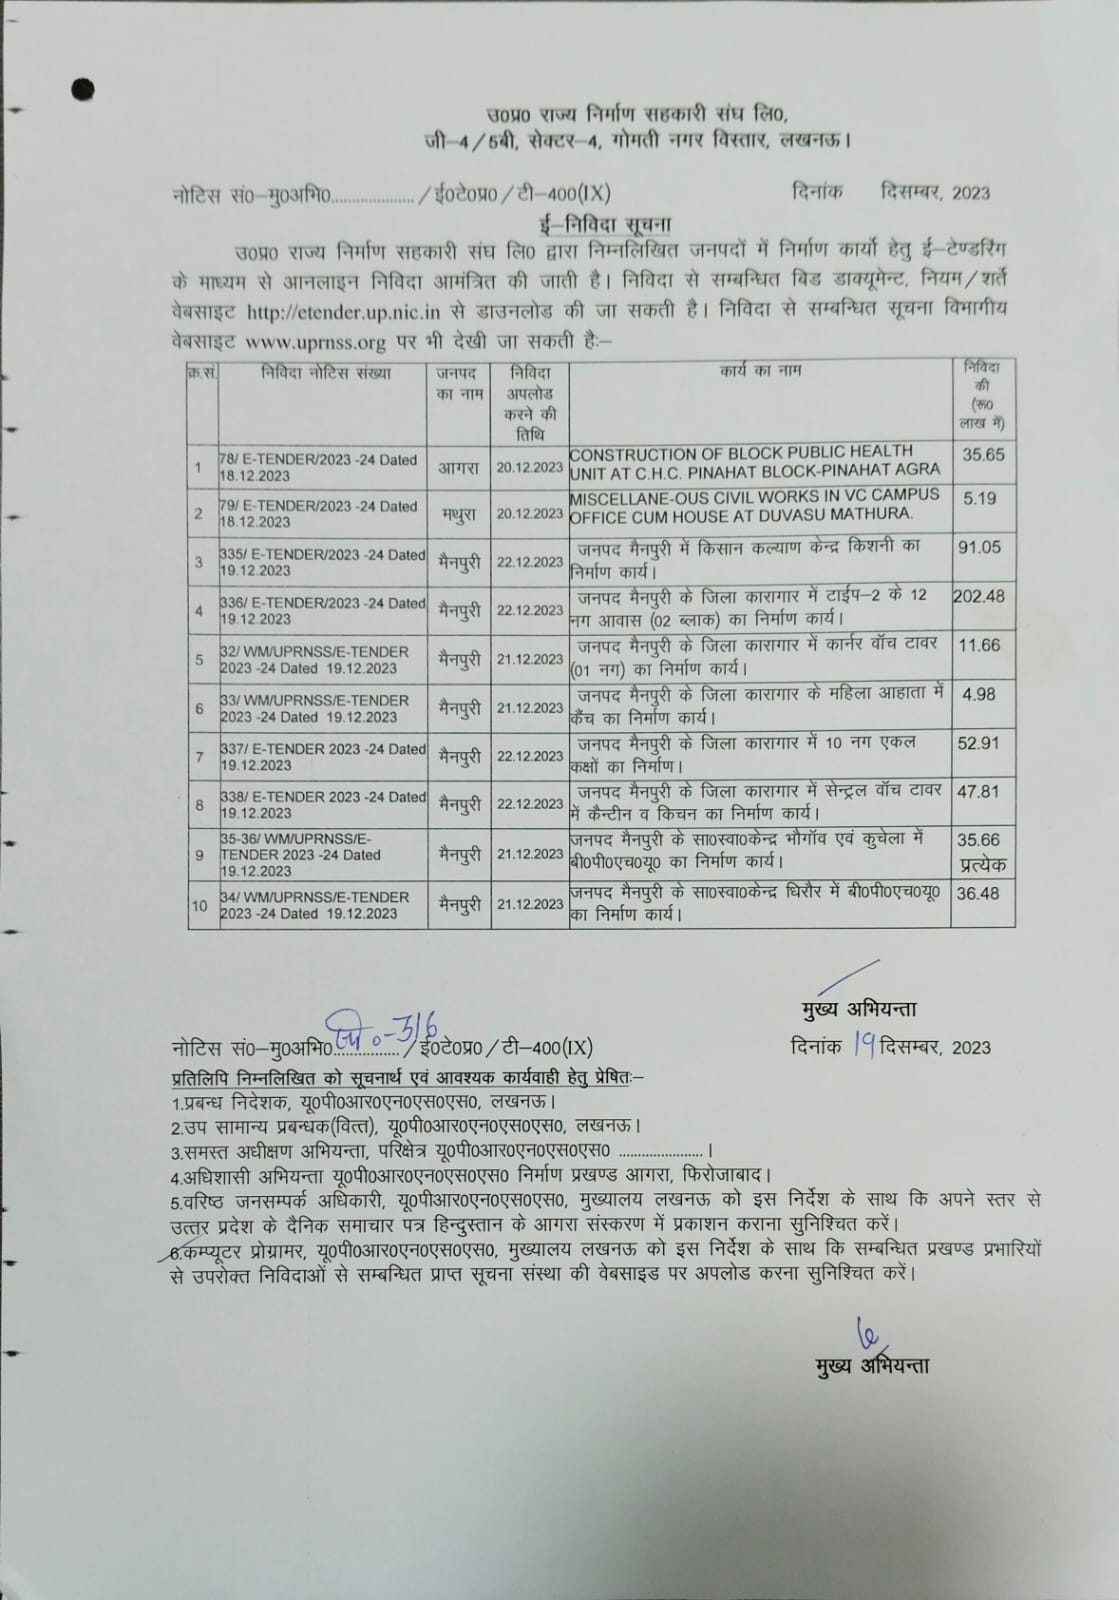 उ0प्र0 राज्य निर्माण सहकारी संघ लि0,
जी–4/5बी, सेक्टर–4, गोमती नगर विस्तार, लखनऊ।
नोटिस सं0–मु0अभि0.................... /ई0टे0प्र0/टी–400(IX) दिनांक दिसम्बर, 2023
ई–निविदा सूचना
उ0प्र0 राज्य निर्माण सहकारी संघ लि0 द्वारा निम्नलिखित जनपदों में निर्माण कार्यो हेतु ई–टेण्डरिंग
के माध्यम से आनलाइन निविदा आमंत्रित की जाती है। निविदा से सम्बन्धित बिड डाक्यूमेन्ट, नियम/शर्ते
वेबसाइट http://etender.up.nic.in से डाउनलोड की जा सकती है। निविदा से सम्बन्धित सूचना विभागीय
वेबसाइट www.uprnss.org पर भी देखी जा सकती हैः–
क्र.सं. निविदा नोटिस संख्या जनपद का नाम निविदा अपलोड करने की तिथि कार्य का नाम निविदा की (रू0 लाख में)
1 78/ E-TENDER/2023 -24 Dated 18.12.2023 आगरा 20.12.2023 CONSTRUCTION OF BLOCK PUBLIC HEALTH UNIT AT C.H.C. PINAHAT BLOCK-PINAHAT AGRA 35.65
2 79/ E-TENDER/2023 -24 Dated 18.12.2023 मथुरा 20.12.2023 MISCELLANE-OUS CIVIL WORKS IN VC CAMPUS OFFICE CUM HOUSE AT DUVASU MATHURA. 5.19
3 335/ E-TENDER/2023 -24 Dated 19.12.2023 मैनपुरी 22.12.2023 जनपद मैनपुरी में किसान कल्याण केन्द्र किशनी का निर्माण कार्य। 91.05
4 336/ E-TENDER/2023 -24 Dated 19.12.2023 मैनपुरी 22.12.2023 जनपद मैनपुरी के जिला कारागार में टाईप–2 के 12 नग आवास (02 ब्लाक) का निर्माण कार्य। 202.48
5 32/ WM/UPRNSS/E-TENDER 2023 -24 Dated 19.12.2023 मैनपुरी 21.12.2023 जनपद मैनपुरी के जिला कारागार में कार्नर वॉच टावर (01 नग) का निर्माण कार्य। 11.66
6 33/ WM/UPRNSS/E-TENDER 2023 -24 Dated 19.12.2023 मैनपुरी 21.12.2023 जनपद मैनपुरी के जिला कारागार के महिला आहाता में कैंच का निर्माण कार्य। 4.98
7 337/ E-TENDER 2023 -24 Dated 19.12.2023 मैनपुरी 22.12.2023 जनपद मैनपुरी के जिला कारागार में 10 नग एकल कक्षों का निर्माण। 52.91
8 338/ E-TENDER 2023 -24 Dated 19.12.2023 मैनपुरी 22.12.2023 जनपद मैनपुरी के जिला कारागार में सेन्ट्रल वॉच टावर में कैन्टीन व किचन का निर्माण कार्य। 47.81
9 35-36/ WM/UPRNSS/E-TENDER 2023 -24 Dated 19.12.2023 मैनपुरी 21.12.2023 जनपद मैनपुरी के सा0स्वा0केन्द्र भौगॉव एवं कुचेला में बी0पी0एच0यू0 का निर्माण कार्य। 35.66 प्रत्येक
10 34/ WM/UPRNSS/E-TENDER 2023 -24 Dated 19.12.2023 मैनपुरी 21.12.2023 जनपद मैनपुरी के सा0स्वा0केन्द्र घिरौर में बी0पी0एच0यू0 का निर्माण कार्य। 36.48
मुख्य अभियन्ता
नोटिस सं0–मु0अभि0................ /ई0टे0प्र0/टी–400(IX) दिनांक 19 दिसम्बर, 2023
प्रतिलिपि निम्नलिखित को सूचनार्थ एवं आवश्यक कार्यवाही हेतु प्रेषितः–
1.प्रबन्ध निदेशक, यू0पी0आर0एन0एस0एस0, लखनऊ।
2.उप सामान्य प्रबन्धक(वित्त), यू0पी0आर0एन0एस0एस0, लखनऊ।
3.समस्त अधीक्षण अभियन्ता, परिक्षेत्र यू0पी0आर0एन0एस0एस0 ...................... ।
4.अधिशासी अभियन्ता यू0पी0आर0एन0एस0एस0 निर्माण प्रखण्ड आगरा, फिरोजाबाद।
5.वरिष्ठ जनसम्पर्क अधिकारी, यू0पीआर0एन0एस0एस0, मुख्यालय लखनऊ को इस निर्देश के साथ कि अपने स्तर से
उत्तर प्रदेश के दैनिक समाचार पत्र हिन्दुस्तान के आगरा संस्करण में प्रकाशन कराना सुनिश्चित करें।
6.कम्प्यूटर प्रोग्रामर, यू0पी0आर0एन0एस0एस0, मुख्यालय लखनऊ को इस निर्देश के साथ कि सम्बन्धित प्रखण्ड प्रभारियों
से उपरोक्त निविदाओं से सम्बन्धित प्राप्त सूचना संस्था की वेबसाइड पर अपलोड करना सुनिश्चित करें।
मुख्य अभियन्ता